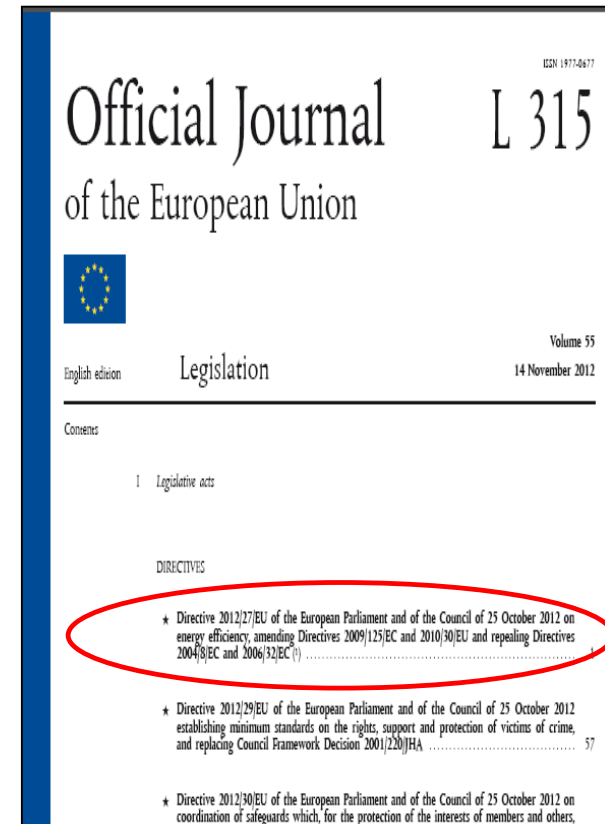 ISSN 1977-0677
Official Journal L 315
of the European Union
Volume 55
English edition Legislation 14 November 2012
Contents
I Legislative acts
DIRECTIVES
★ Directive 2012/27/EU of the European Parliament and of the Council of 25 October 2012 on
energy efficiency, amending Directives 2009/125/EC and 2010/30/EU and repealing Directives
2004/8/EC and 2006/32/EC (¹) ........................................ 1
★ Directive 2012/29/EU of the European Parliament and of the Council of 25 October 2012
establishing minimum standards on the rights, support and protection of victims of crime,
and replacing Council Framework Decision 2001/220/JHA ........................................ 57
★ Directive 2012/30/EU of the European Parliament and of the Council of 25 October 2012 on
coordination of safeguards which, for the protection of the interests of members and others,